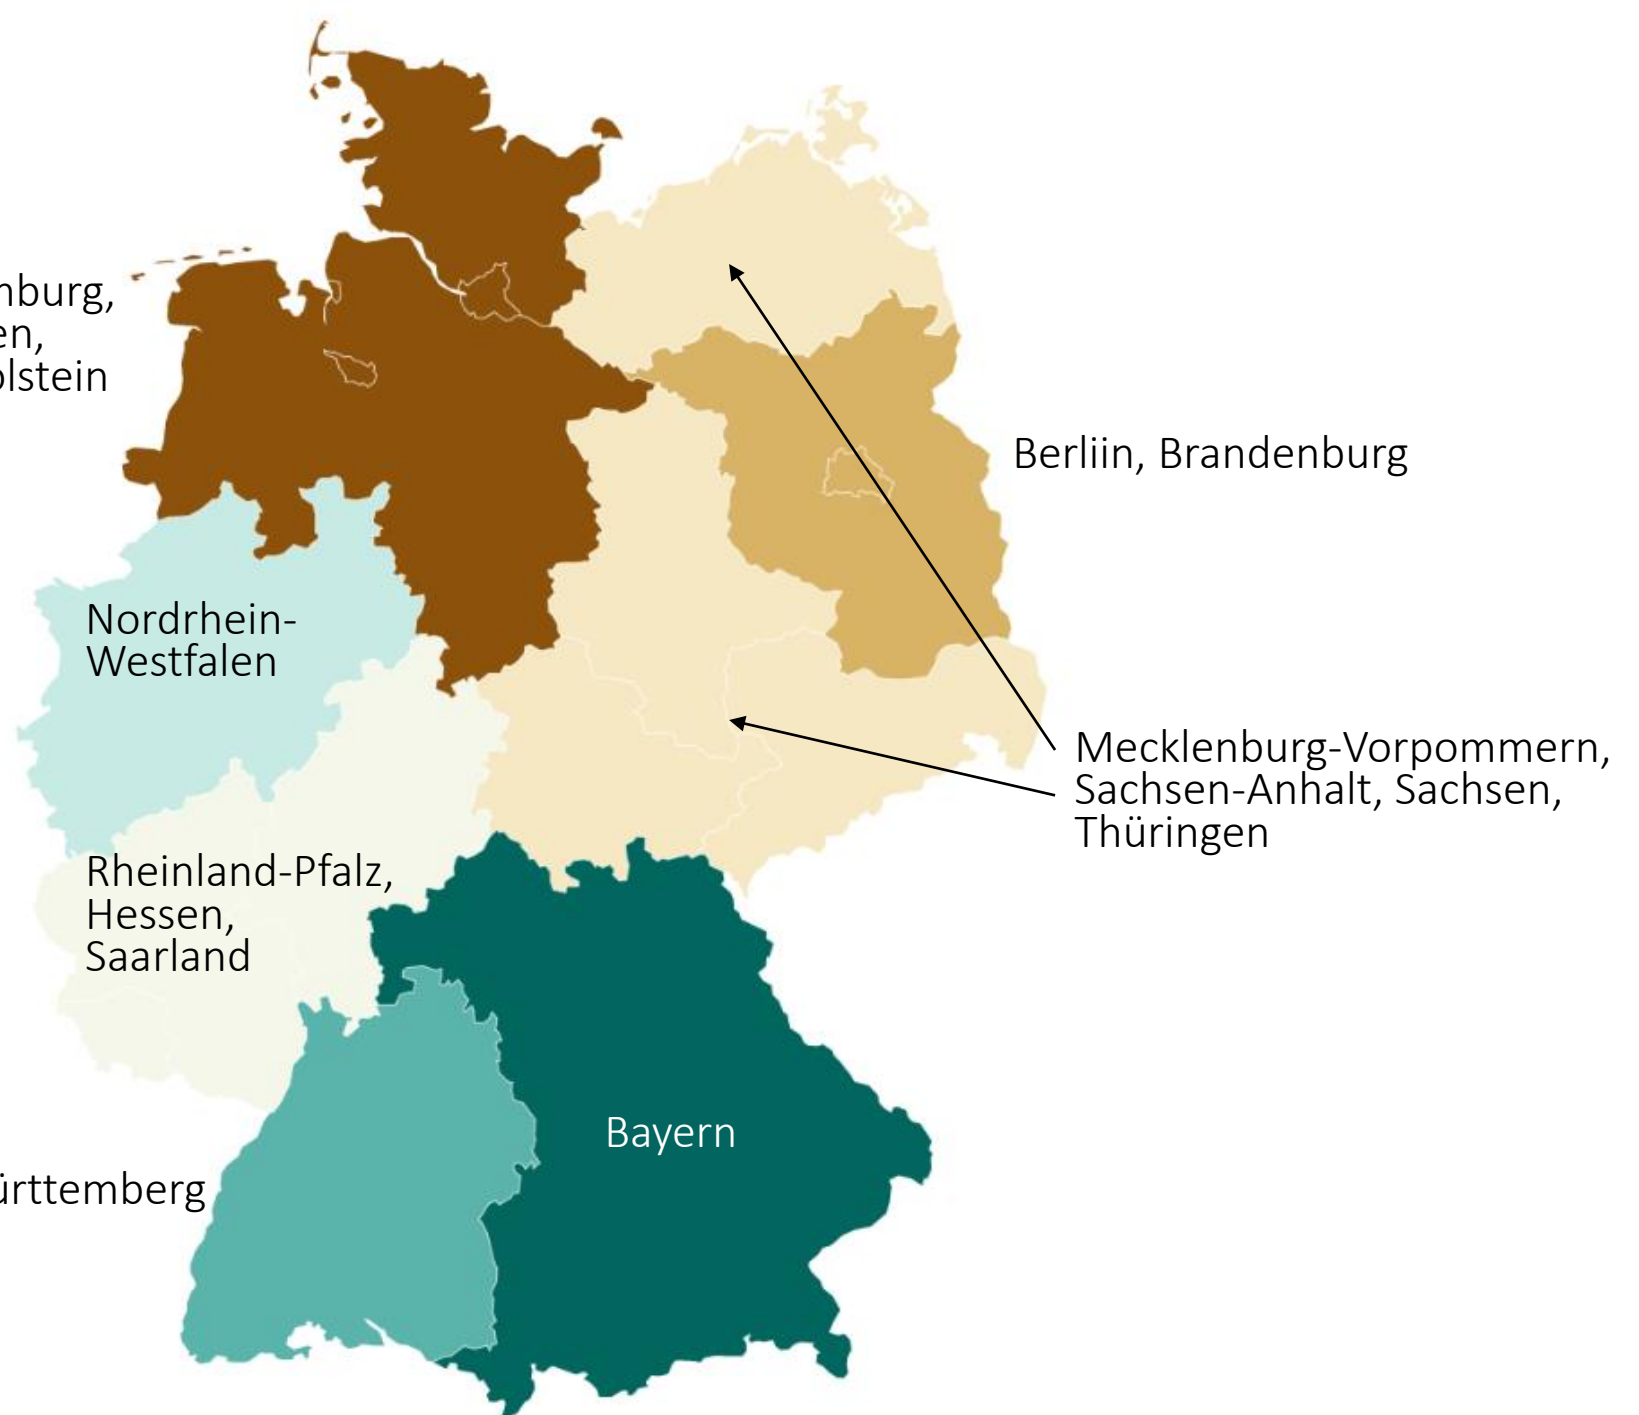 nburg,
en,
olstein
Berliin, Brandenburg
Nordrhein-
Westfalen
Mecklenburg-Vorpommern,
Sachsen-Anhalt, Sachsen,
Thüringen
Rheinland-Pfalz,
Hessen,
Saarland
Bayern
ürttemberg